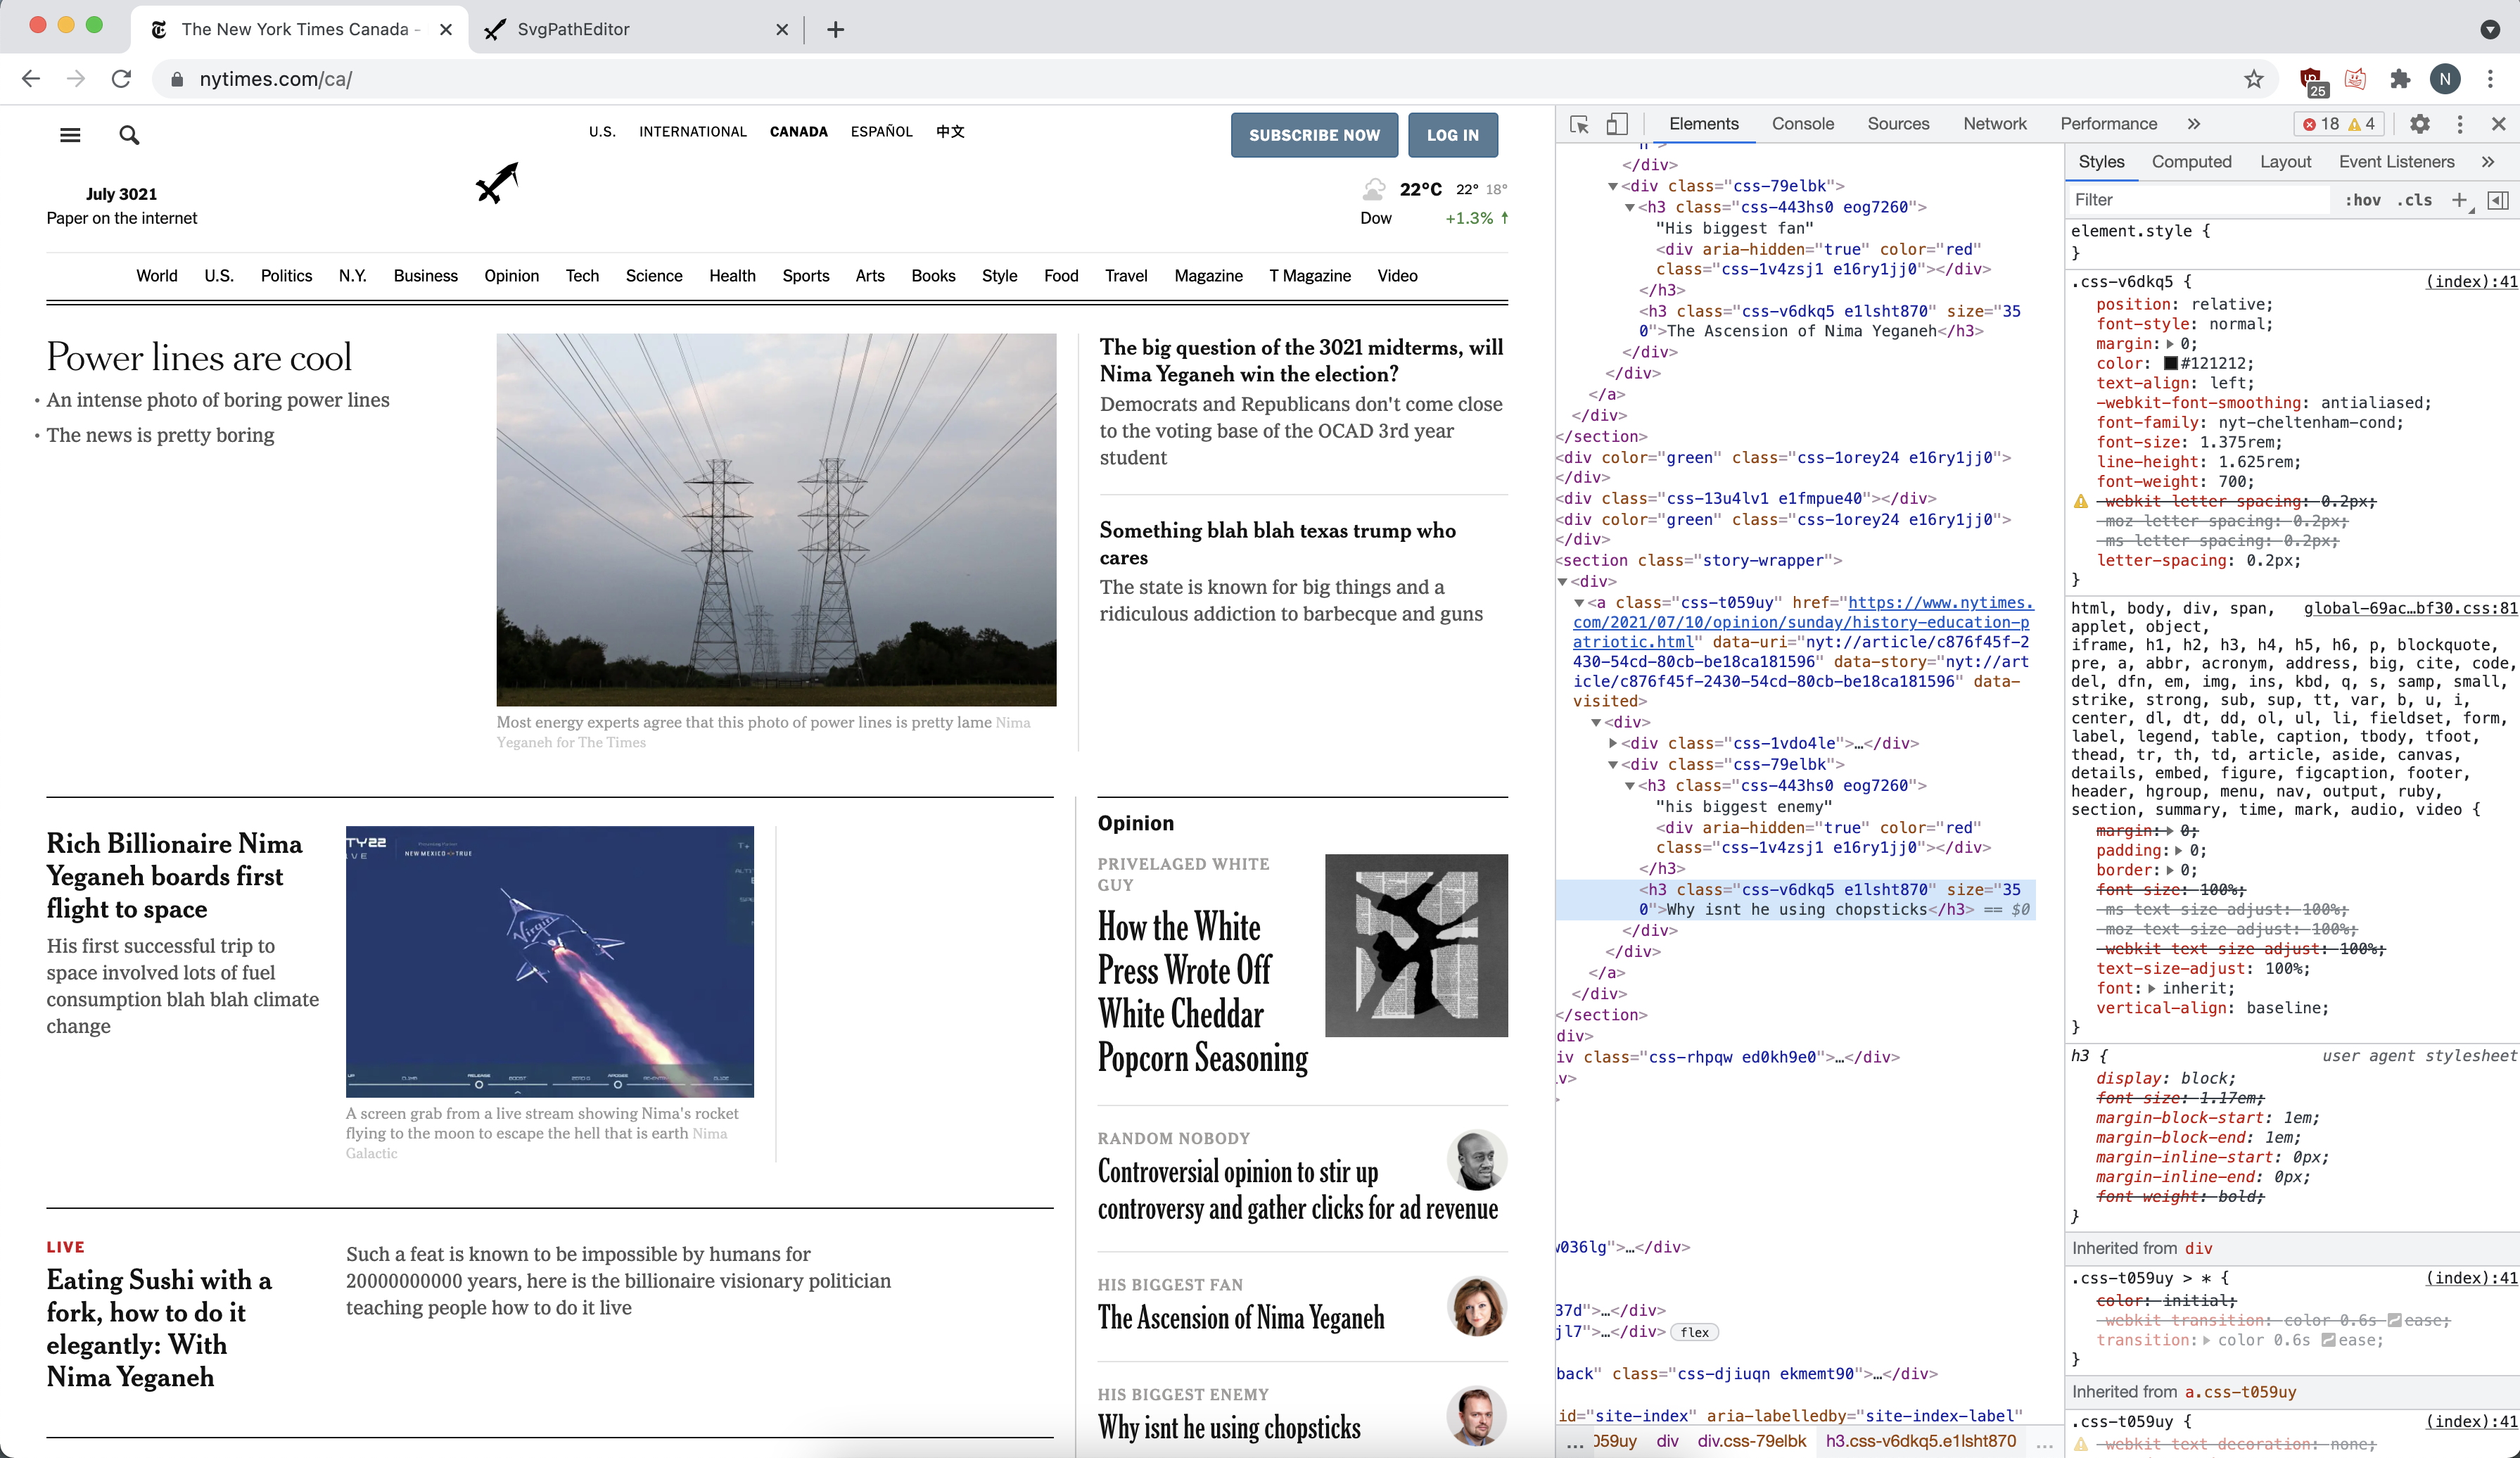 The New York Times Canada -
SvgPathEditor
nytimes.com/ca/
25
N
U.S. INTERNATIONAL CANADA ESPAÑOL 中文
SUBSCRIBE NOW LOG IN
July 3021
Paper on the internet
22°C 22° 18°
Dow +1.3% ↑
World U.S. Politics N.Y. Business Opinion Tech Science Health Sports Arts Books Style Food Travel Magazine T Magazine Video
Power lines are cool
• An intense photo of boring power lines
• The news is pretty boring
Most energy experts agree that this photo of power lines is pretty lame Nima
Yeganeh for The Times
The big question of the 3021 midterms, will
Nima Yeganeh win the election?
Democrats and Republicans don't come close
to the voting base of the OCAD 3rd year
student
Something blah blah texas trump who
cares
The state is known for big things and a
ridiculous addiction to barbecque and guns
Rich Billionaire Nima
Yeganeh boards first
flight to space
His first successful trip to
space involved lots of fuel
consumption blah blah climate
change
TY22
IVE
NEW MEXICO TRUE
Virgin
A screen grab from a live stream showing Nima's rocket
flying to the moon to escape the hell that is earth Nima
Galactic
LIVE
Eating Sushi with a
fork, how to do it
elegantly: With
Nima Yeganeh
Such a feat is known to be impossible by humans for
20000000000 years, here is the billionaire visionary politician
teaching people how to do it live
Opinion
PRIVELAGED WHITE
GUY
How the White
Press Wrote Off
White Cheddar
Popcorn Seasoning
RANDOM NOBODY
Controversial opinion to stir up
controversy and gather clicks for ad revenue
HIS BIGGEST FAN
The Ascension of Nima Yeganeh
HIS BIGGEST ENEMY
Why isnt he using chopsticks
Elements Console Sources Network Performance » 18 4
</div>
<div class="css-79elbk">
<h3 class="css-443hs0 eog7260">
"His biggest fan"
<div aria-hidden="true" color="red"
class="css-1v4zsj1 e16ry1jj0"></div>
</h3>
<h3 class="css-v6dkq5 e1lsht870" size="35
0">The Ascension of Nima Yeganeh</h3>
</div>
</div>
</a>
</div>
</section>
<div color="green" class="css-1orey24 e16ry1jj0">
</div>
<div class="css-13u4lv1 e1fmpue40"></div>
<div color="green" class="css-1orey24 e16ry1jj0">
</div>
<section class="story-wrapper">
<div>
<a class="css-t059uy" href="https://www.nytimes.
com/2021/07/10/opinion/sunday/history-education-p
atriotic.html" data-uri="nyt://article/c876f45f-2
430-54cd-80cb-be18ca181596" data-story="nyt://art
icle/c876f45f-2430-54cd-80cb-be18ca181596" data-
visited>
<div>
<div class="css-1vdo4le">…</div>
<div class="css-79elbk">
<h3 class="css-443hs0 eog7260">
"his biggest enemy"
<div aria-hidden="true" color="red"
class="css-1v4zsj1 e16ry1jj0"></div>
</h3>
<h3 class="css-v6dkq5 e1lsht870" size="35
0">Why isnt he using chopsticks</h3> == $0
</div>
</div>
</a>
</div>
</section>
div>
iv class="css-rhpqw ed0kh9e0">…</div>
v>
>
w036lg">…</div>
37d">…</div>
jl7">…</div> flex
back" class="css-djiuqn ekmemt90">…</div>
id="site-index" aria-labelledby="site-index-label"
… 059uy div div.css-79elbk h3.css-v6dkq5.e1lsht870 …
Styles Computed Layout Event Listeners »
Filter :hov .cls +
element.style {
}
.css-v6dkq5 { (index):41
position: relative;
font-style: normal;
margin: 0;
color: #121212;
text-align: left;
-webkit-font-smoothing: antialiased;
font-family: nyt-cheltenham-cond;
font-size: 1.375rem;
line-height: 1.625rem;
font-weight: 700;
-webkit-letter-spacing: 0.2px;
-moz-letter-spacing: 0.2px;
-ms-letter-spacing: 0.2px;
letter-spacing: 0.2px;
}
html, body, div, span, global-69ac…bf30.css:81
applet, object,
iframe, h1, h2, h3, h4, h5, h6, p, blockquote,
pre, a, abbr, acronym, address, big, cite, code,
del, dfn, em, img, ins, kbd, q, s, samp, small,
strike, strong, sub, sup, tt, var, b, u, i,
center, dl, dt, dd, ol, ul, li, fieldset, form,
label, legend, table, caption, tbody, tfoot,
thead, tr, th, td, article, aside, canvas,
details, embed, figure, figcaption, footer,
header, hgroup, menu, nav, output, ruby,
section, summary, time, mark, audio, video {
margin: 0;
padding: 0;
border: 0;
font-size: 100%;
-ms-text-size-adjust: 100%;
-moz-text-size-adjust: 100%;
-webkit-text-size-adjust: 100%;
text-size-adjust: 100%;
font: inherit;
vertical-align: baseline;
}
h3 { user agent stylesheet
display: block;
font-size: 1.17em;
margin-block-start: 1em;
margin-block-end: 1em;
margin-inline-start: 0px;
margin-inline-end: 0px;
font-weight: bold;
}
Inherited from div
.css-t059uy > * { (index):41
color: initial;
-webkit-transition: color 0.6s ease;
transition: color 0.6s ease;
}
Inherited from a.css-t059uy
.css-t059uy { (index):41
-webkit-text-decoration: none;